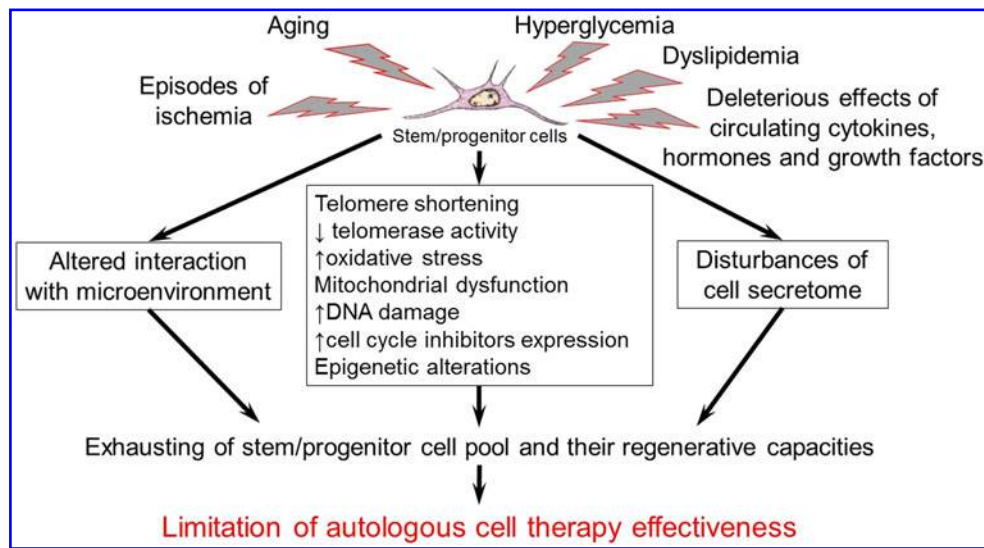 Aging
Hyperglycemia
Dyslipidemia
Episodes of
ischemia
Deleterious effects of
circulating cytokines,
hormones and growth factors
Stem/progenitor cells
Altered interaction
with microenvironment
Telomere shortening
↓ telomerase activity
↑oxidative stress
Mitochondrial dysfunction
↑DNA damage
↑cell cycle inhibitors expression
Epigenetic alterations
Disturbances of
cell secretome
Exhausting of stem/progenitor cell pool and their regenerative capacities
Limitation of autologous cell therapy effectiveness